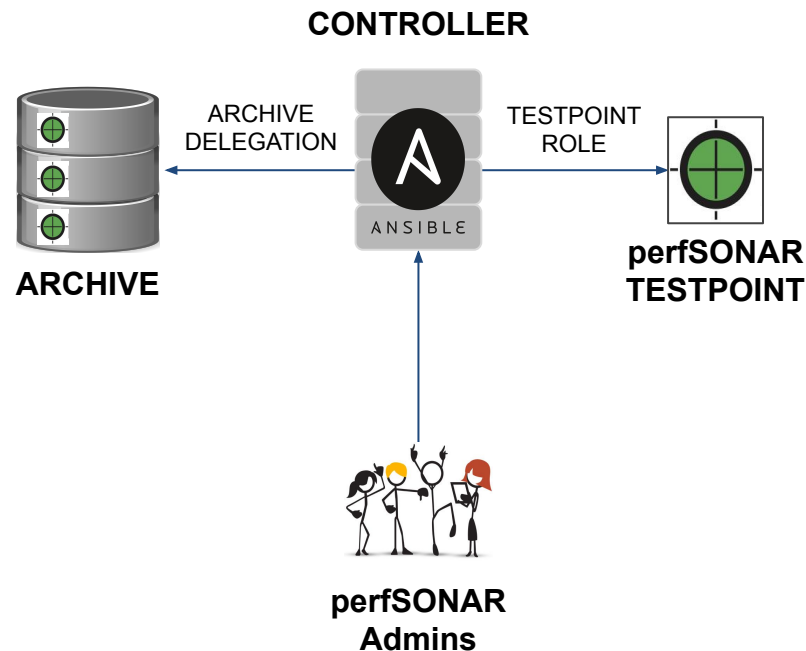 CONTROLLER
ARCHIVE
DELEGATION
TESTPOINT
ROLE
ANSIBLE
ARCHIVE
perfSONAR
TESTPOINT
perfSONAR
Admins